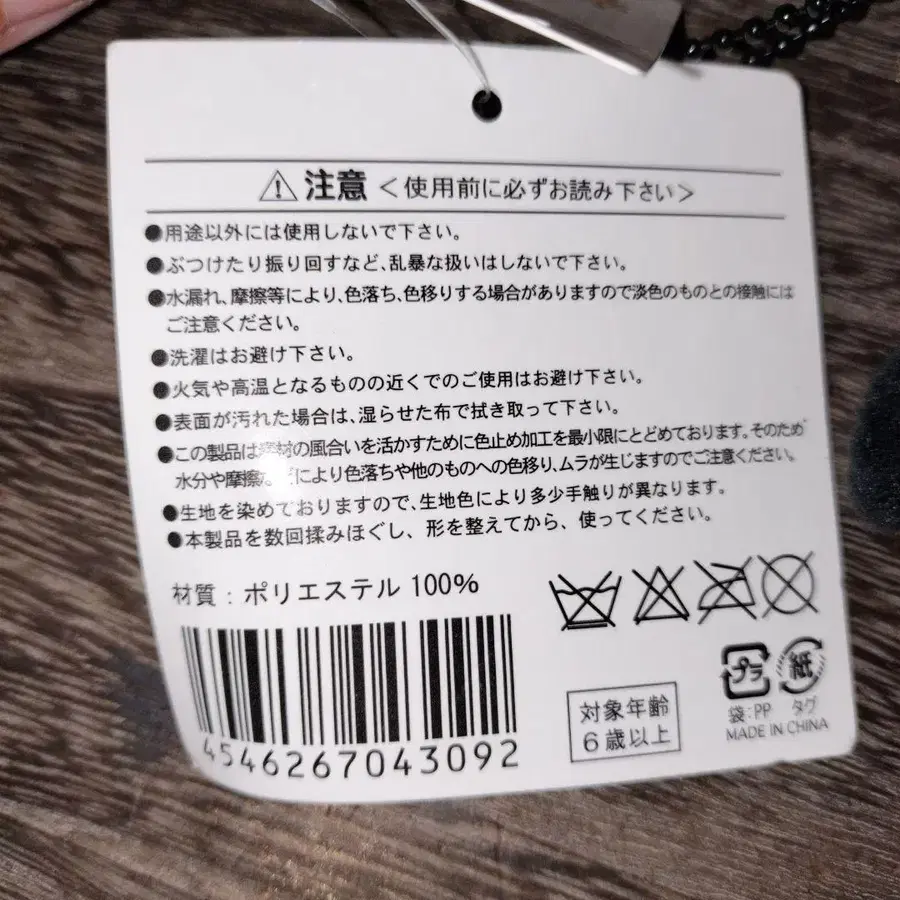 注意 ＜使用前に必ずお読み下さい＞
●用途以外には使用しないで下さい。
●ぶつけたり振り回すなど、乱暴な扱いはしないで下さい。
●水漏れ、摩擦等により、色落ち、色移りする場合がありますので淡色のものとの接触には
ご注意ください。
●洗濯はお避け下さい。
●火気や高温となるものの近くでのご使用はお避け下さい。
●表面が汚れた場合は、湿らせた布で拭き取って下さい。
●この製品は素材の風合いを活かすために色止め加工を最小限にとどめております。そのため
水分や摩擦などにより色落ちや他のものへの色移り、ムラが生じますのでご注意ください。
●生地を染めておりますので、生地色により多少手触りが異なります。
●本製品を数回揉みほぐし、形を整えてから、使ってください。
材質：ポリエステル 100%
4546267043092
対象年齢
6歳以上
プラ 紙
袋:PP タグ
MADE IN CHINA